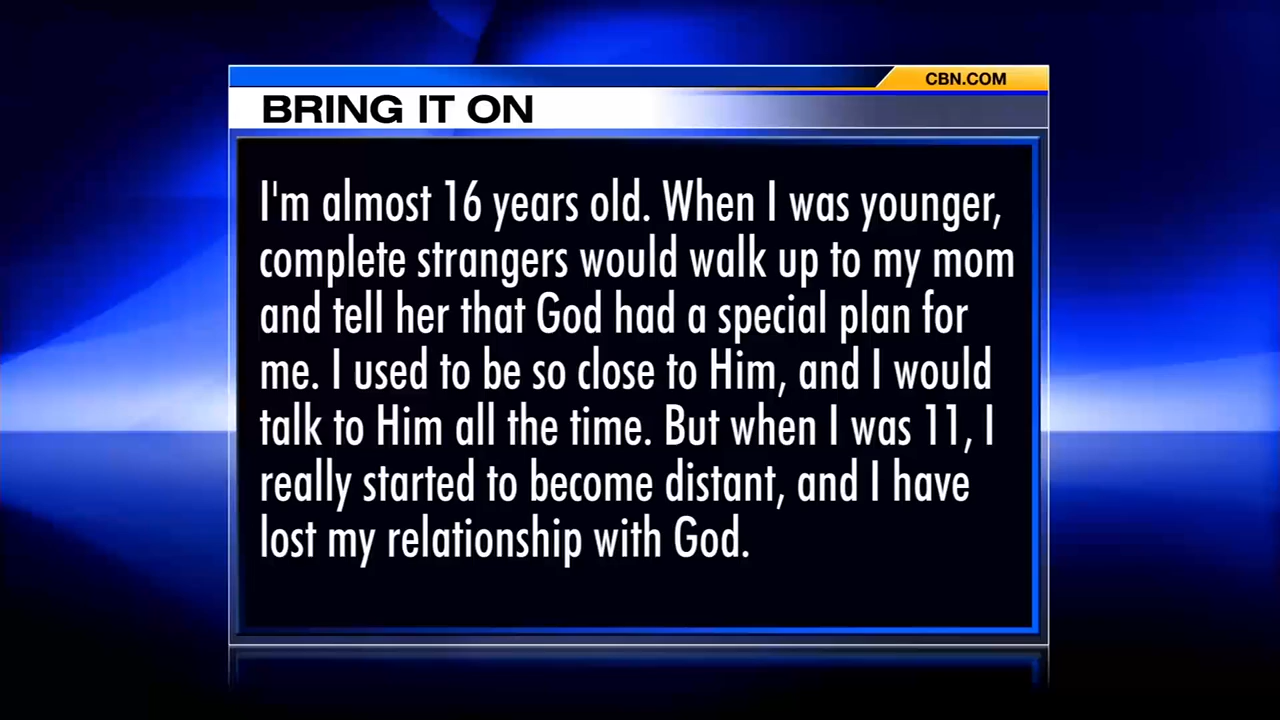 CBN.COM
BRING IT ON
I'm almost 16 years old. When I was younger,
complete strangers would walk up to my mom
and tell her that God had a special plan for
me. I used to be so close to Him, and I would
talk to Him all the time. But when I was 11, I
really started to become distant, and I have
lost my relationship with God.